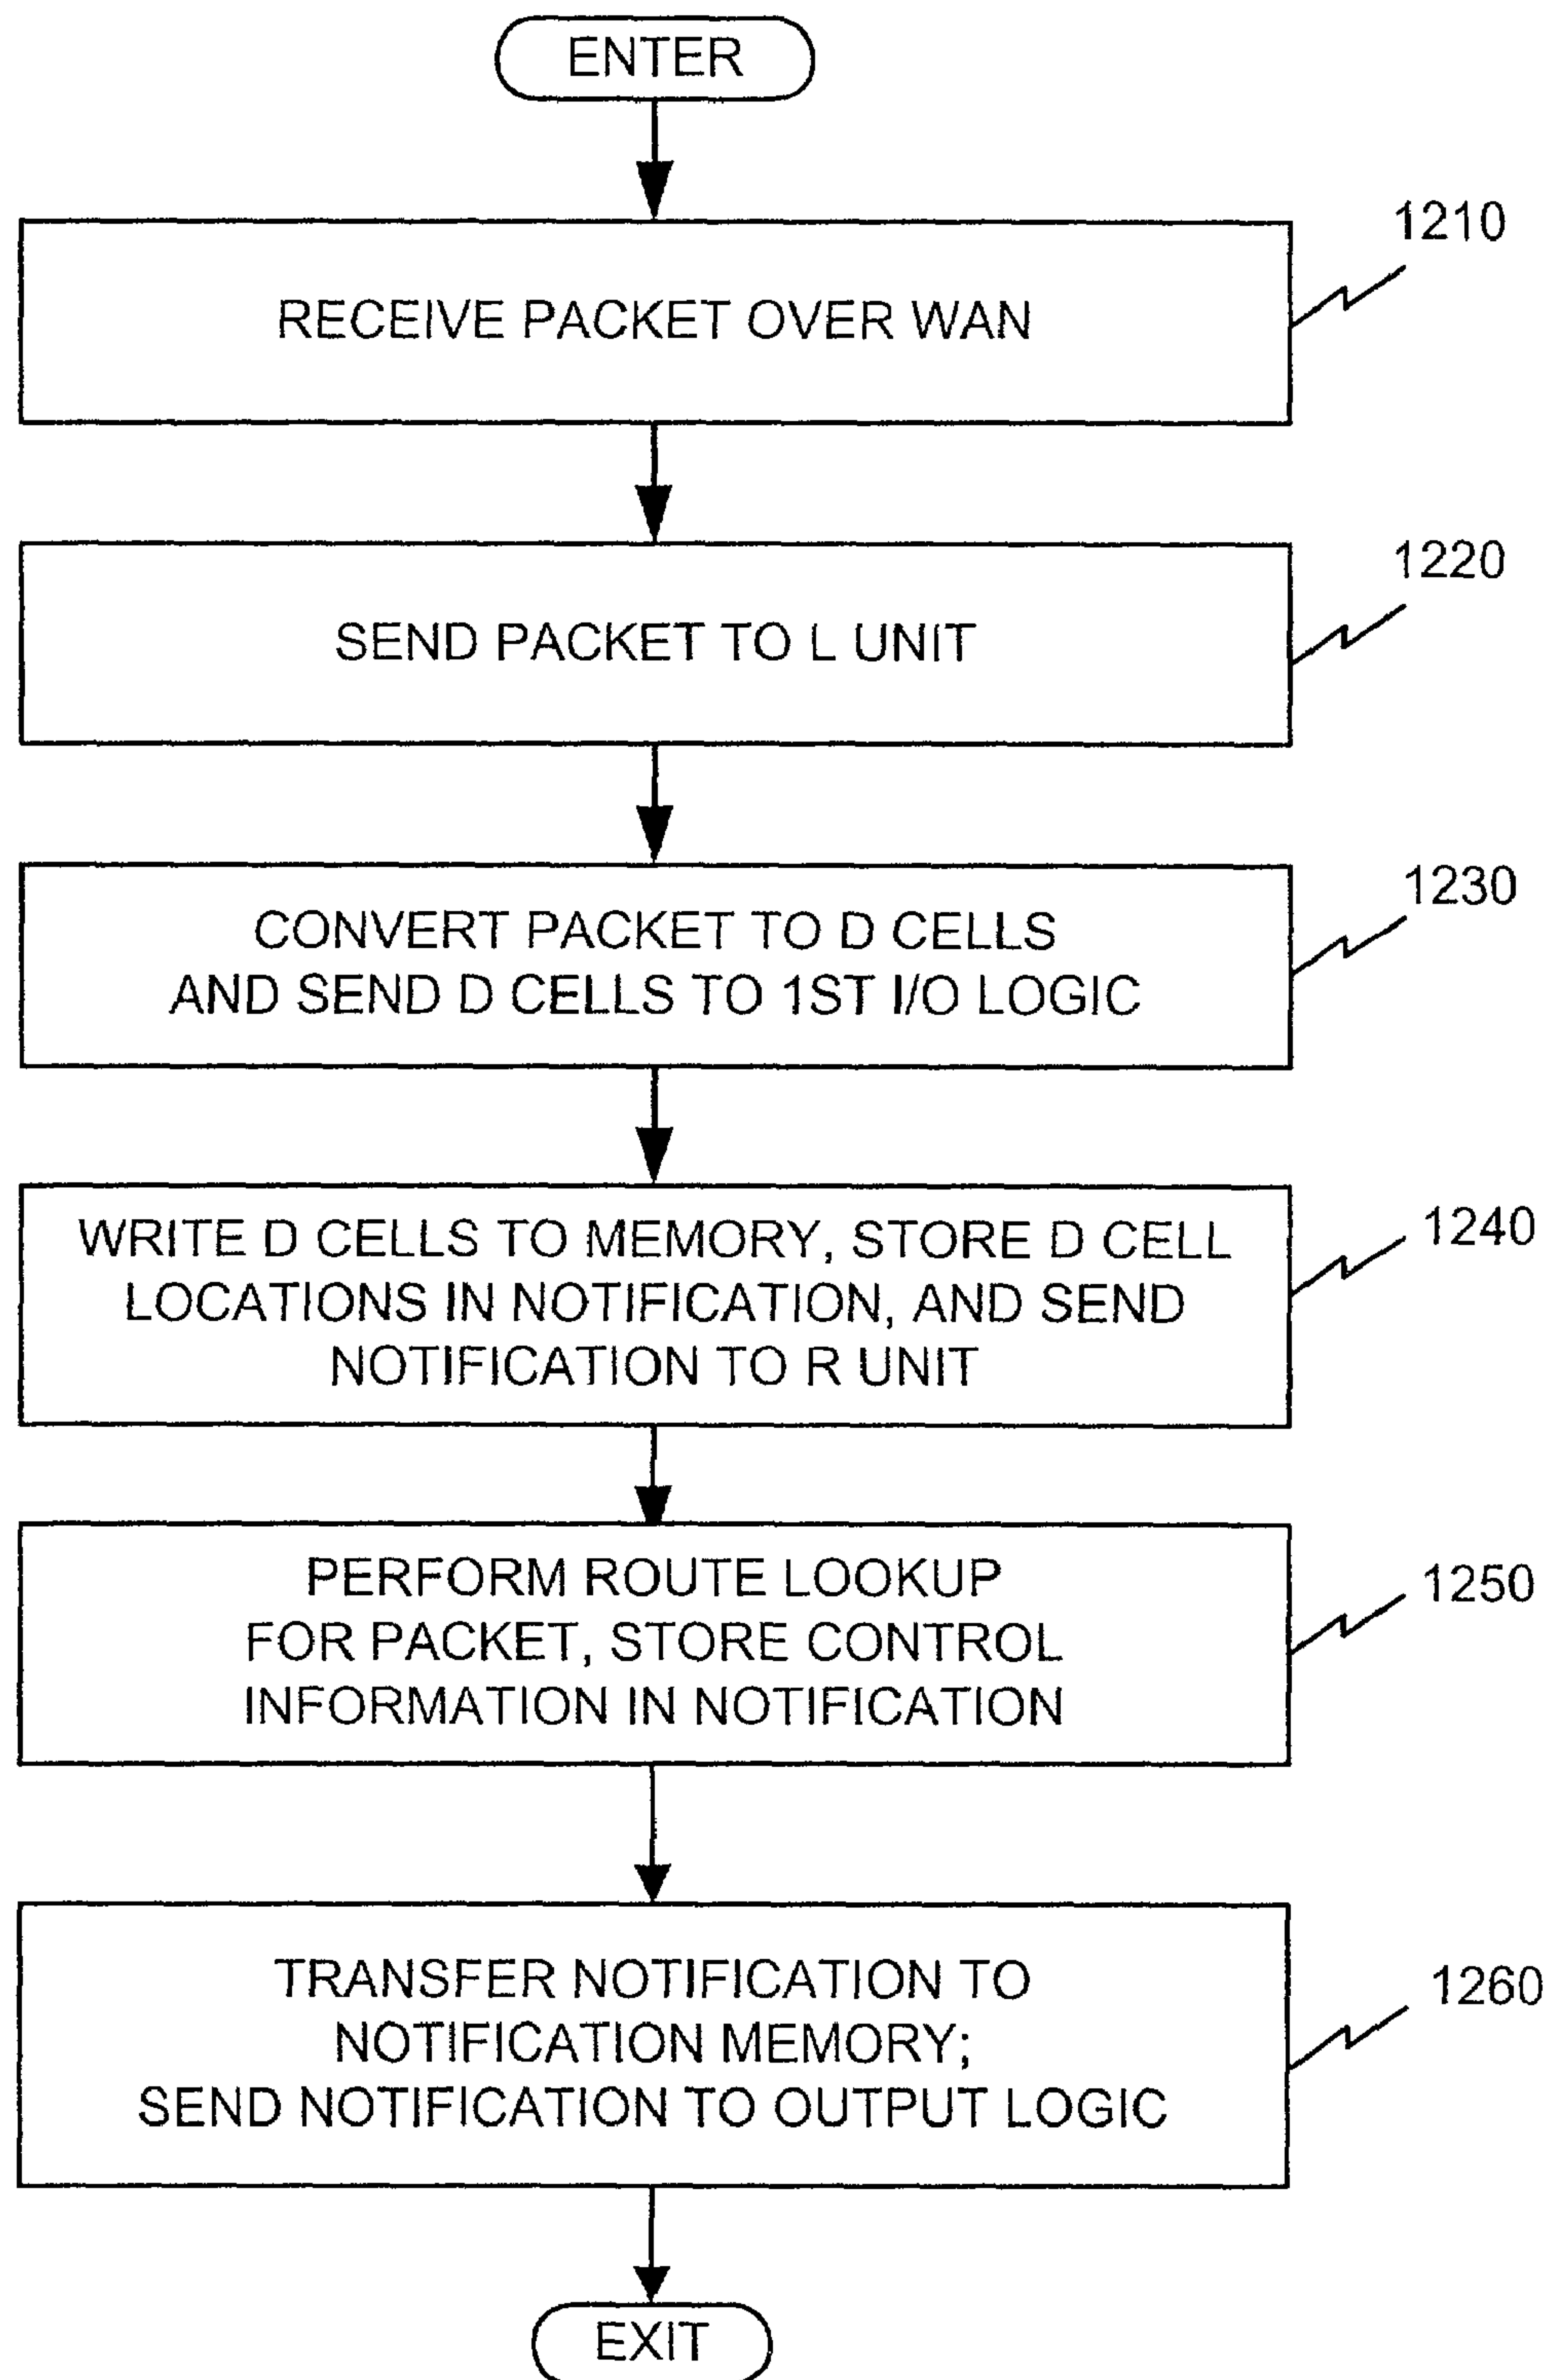 ENTER
1210
RECEIVE PACKET OVER WAN
1220
SEND PACKET TO L UNIT
1230
CONVERT PACKET TO D CELLS
AND SEND D CELLS TO 1ST I/O LOGIC
1240
WRITE D CELLS TO MEMORY, STORE D CELL
LOCATIONS IN NOTIFICATION, AND SEND
NOTIFICATION TO R UNIT
1250
PERFORM ROUTE LOOKUP
FOR PACKET, STORE CONTROL
INFORMATION IN NOTIFICATION
1260
TRANSFER NOTIFICATION TO
NOTIFICATION MEMORY;
SEND NOTIFICATION TO OUTPUT LOGIC
EXIT